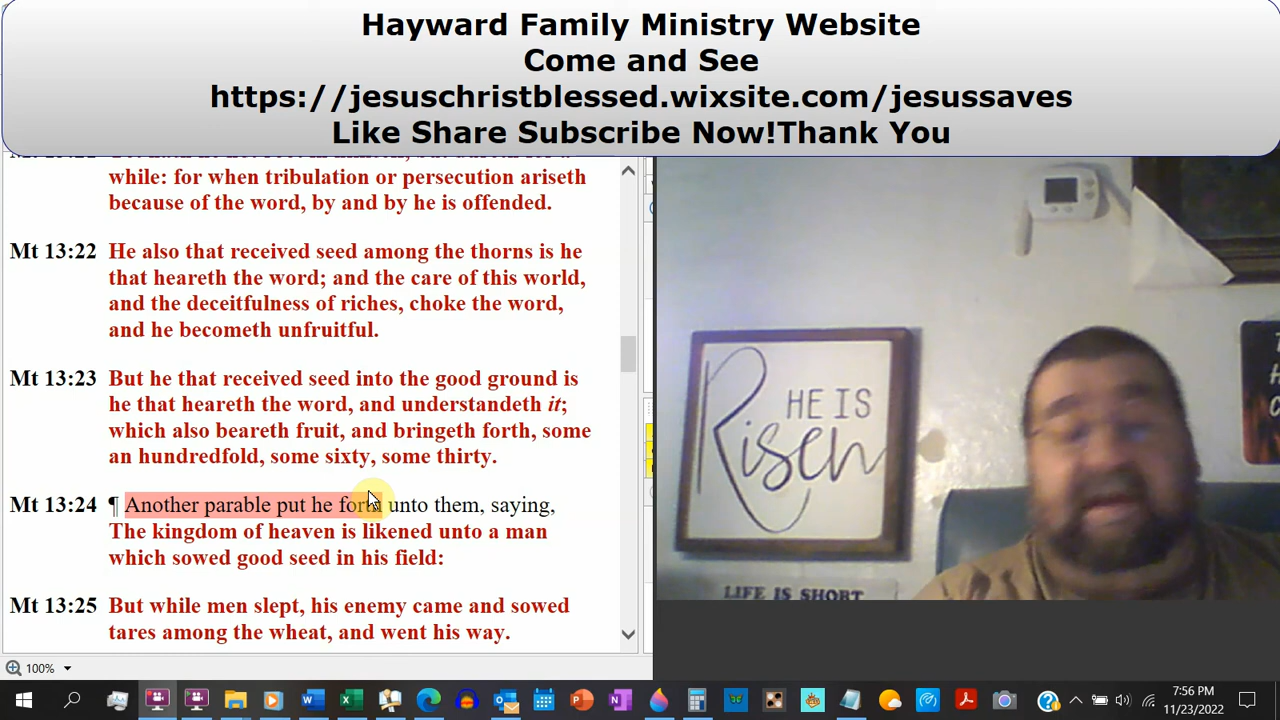 Hayward Family Ministry Website
Come and See
https://jesuschristblessed.wixsite.com/jesussaves
Like Share Subscribe Now!Thank You
while: for when tribulation or persecution ariseth
because of the word, by and by he is offended.
Mt 13:22 He also that received seed among the thorns is he
that heareth the word; and the care of this world,
and the deceitfulness of riches, choke the word,
and he becometh unfruitful.
Mt 13:23 But he that received seed into the good ground is
he that heareth the word, and understandeth it;
which also beareth fruit, and bringeth forth, some
an hundredfold, some sixty, some thirty.
Mt 13:24 ¶ Another parable put he forth unto them, saying,
The kingdom of heaven is likened unto a man
which sowed good seed in his field:
Mt 13:25 But while men slept, his enemy came and sowed
tares among the wheat, and went his way.
HE IS
Risen
LIFE IS SHORT
100%
7:56 PM
11/23/2022